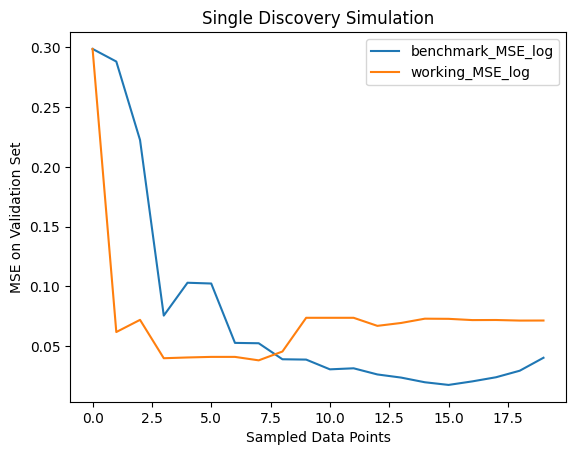 Single Discovery Simulation
benchmark_MSE_log
working_MSE_log
MSE on Validation Set
0.30
0.25
0.20
0.15
0.10
0.05
0.0 2.5 5.0 7.5 10.0 12.5 15.0 17.5
Sampled Data Points